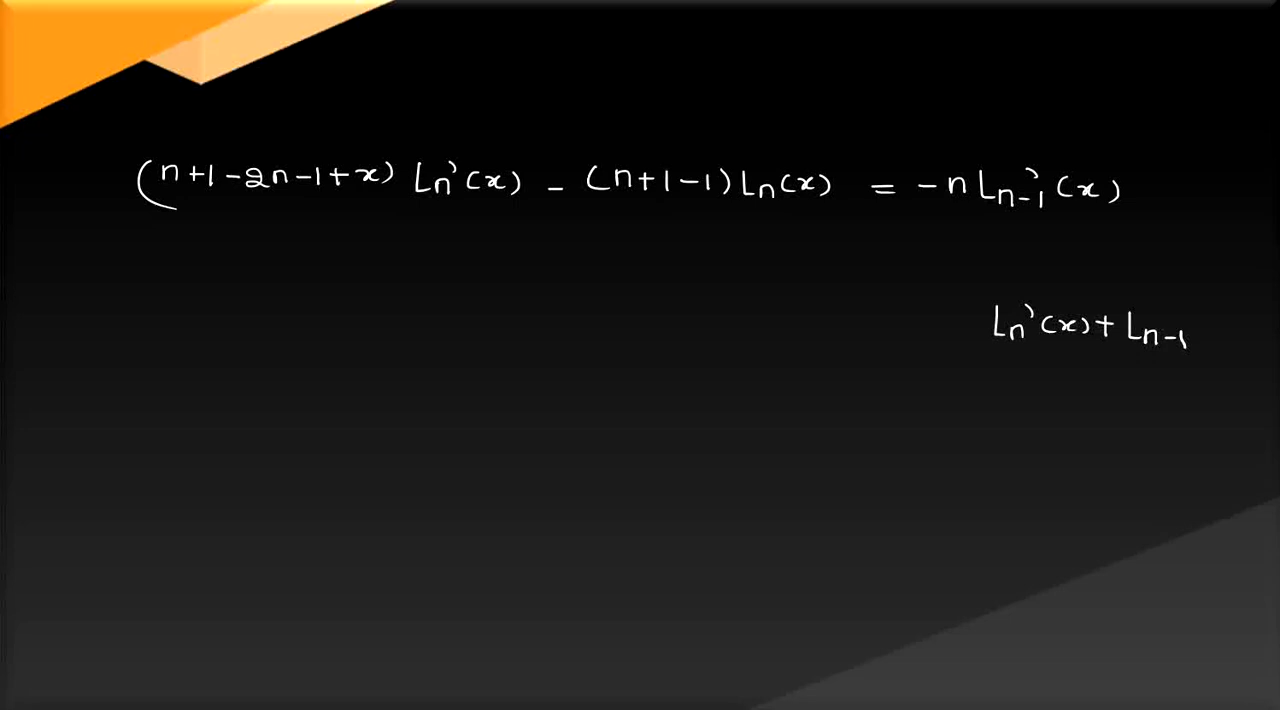 (n+1-2n-1+x) Ln'(x) - (n+1-1)Ln(x) = -n Ln-1'(x)
Ln'(x)+ Ln-1